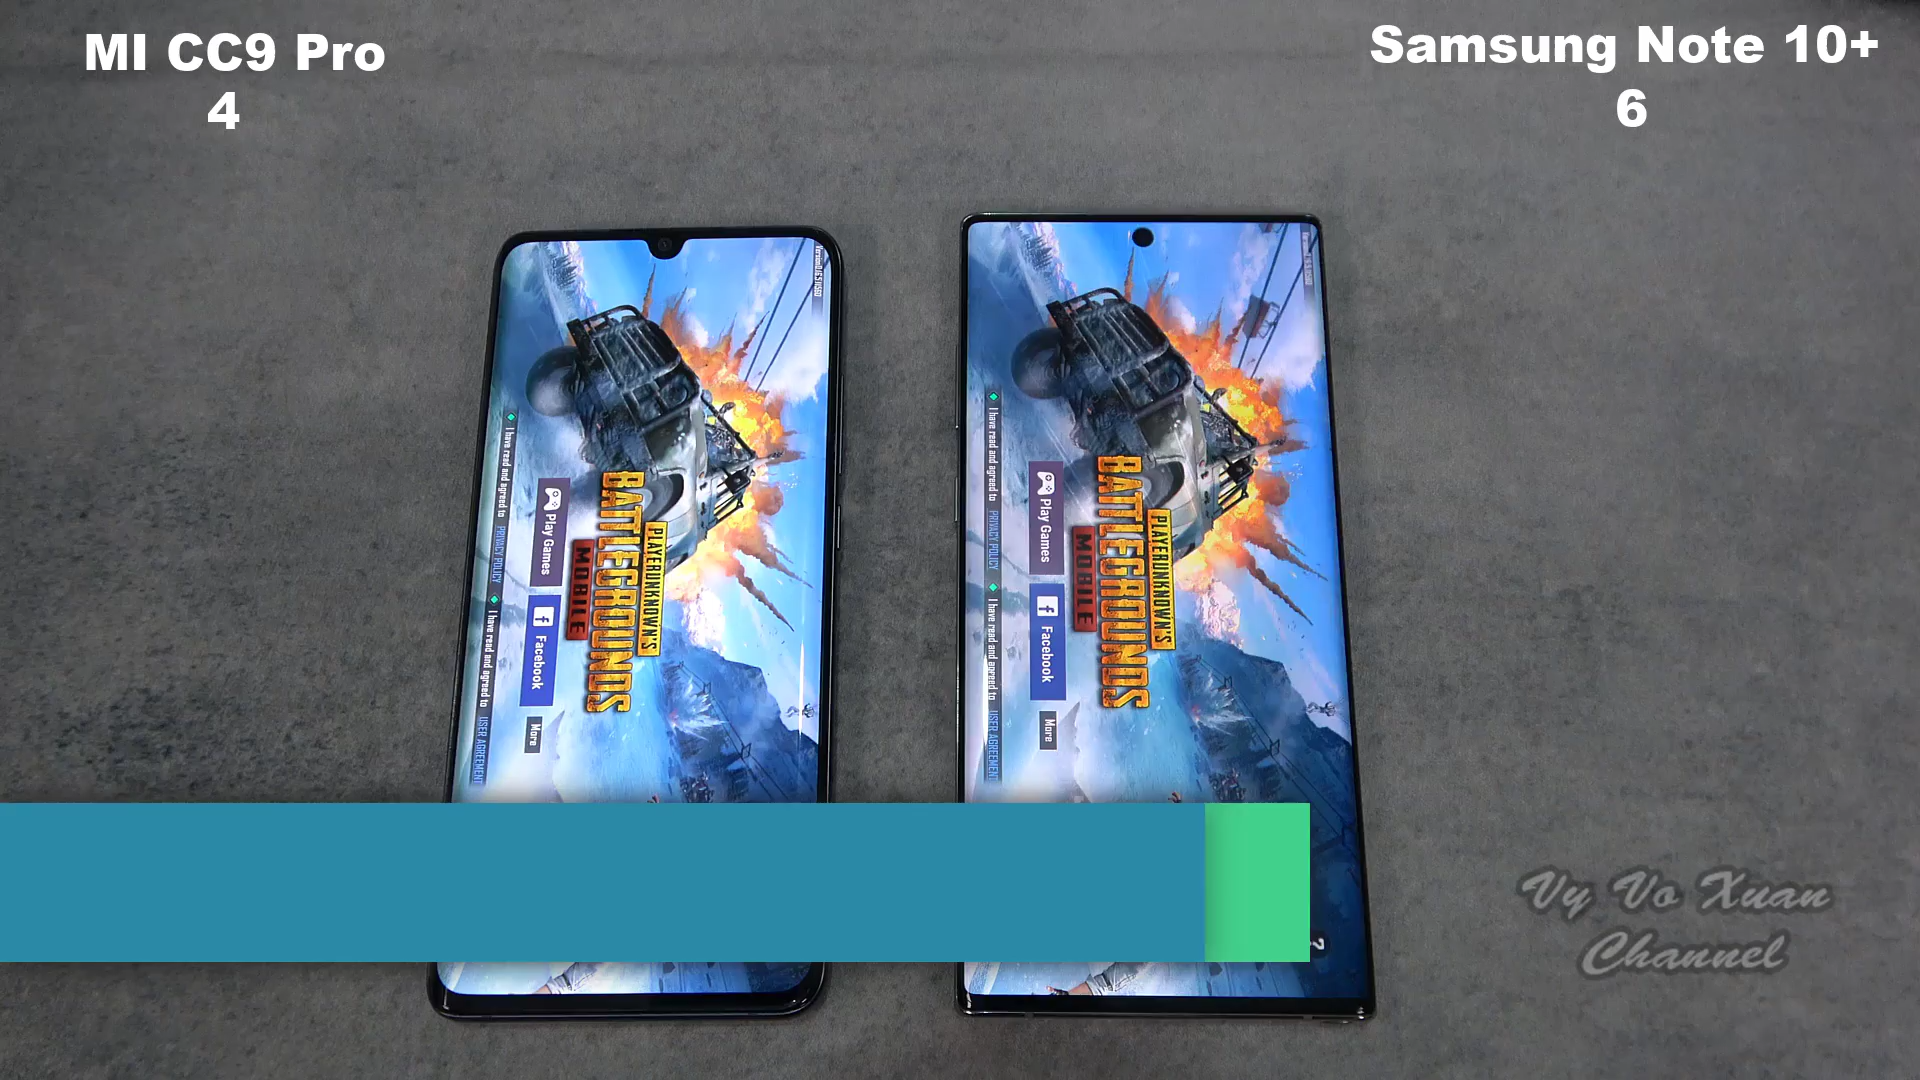 MI CC9 Pro
4
Samsung Note 10+
6
I have read and agreed to PRIVACY POLICY
I have read and agreed to USER AGREEMENT
Play Games
Facebook
More
PLAYERUNKNOWN'S
BATTLEGROUNDS
MOBILE
I have read and agreed to PRIVACY POLICY
I have read and agreed to USER AGREEMENT
Play Games
Facebook
More
PLAYERUNKNOWN'S
BATTLEGROUNDS
MOBILE
?
Vy Vo Xuan
Channel